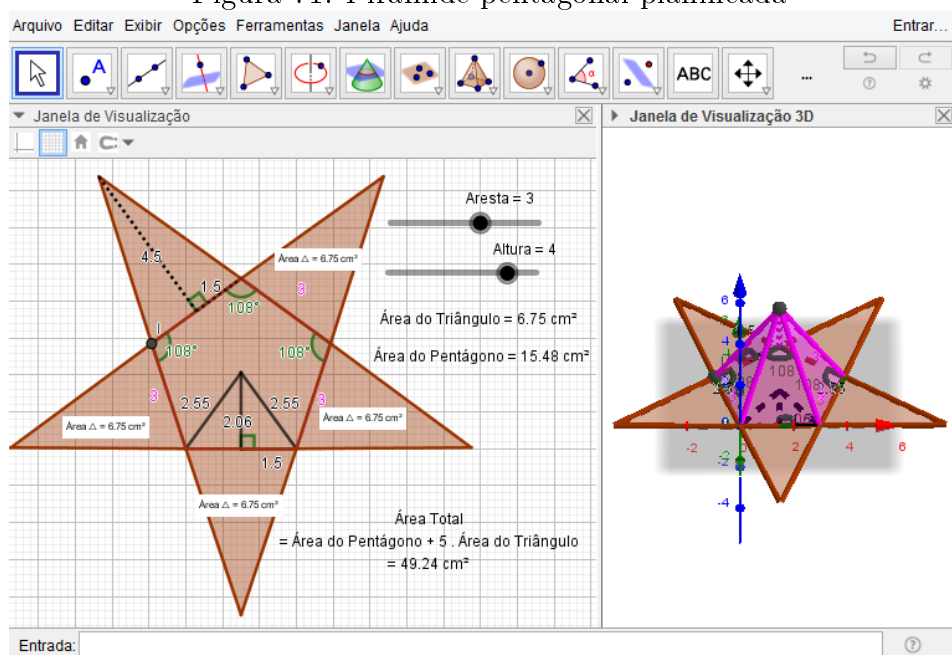 Figura 71: Pirâmide pentagonal planificada
Arquivo Editar Exibir Opções Ferramentas Janela Ajuda
Entrar...
A
α
ABC
...
Janela de Visualização
Janela de Visualização 3D
Aresta = 3
Altura = 4
4.5
Área △ = 6.75 cm²
1.5
3
108°
Área do Triângulo = 6.75 cm²
I
108°
108°
Área do Pentágono = 15.48 cm²
3
2.55
2.55
3
Área △ = 6.75 cm²
2.06
Área △ = 6.75 cm²
1.5
Área △ = 6.75 cm²
Área Total
= Área do Pentágono + 5 . Área do Triângulo
= 49.24 cm²
6
4
108
108
2
0
0
-2
2
4
6
-2
-2
-4
Entrada: